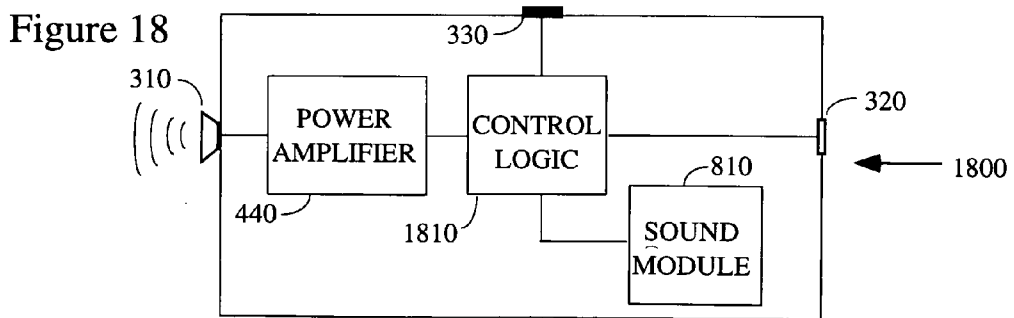 Figure 18
330
310
320
POWER
AMPLIFIER
CONTROL
LOGIC
810
1800
440
1810
SOUND
MODULE